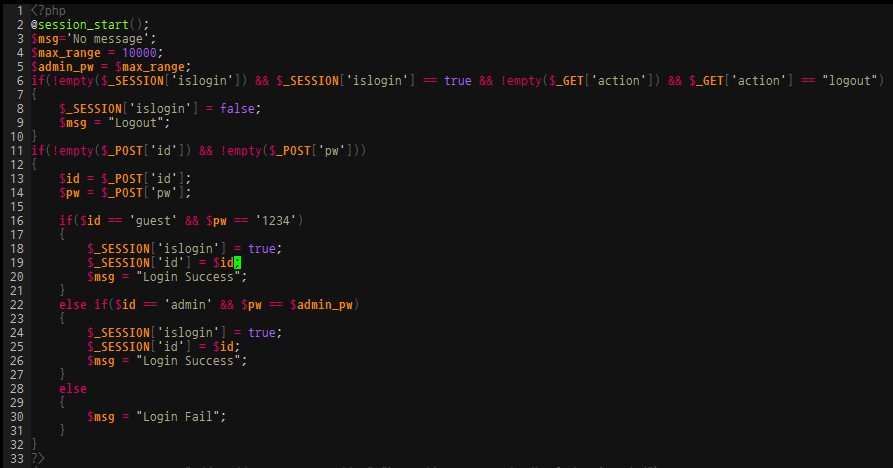 1 <?php
2 @session_start();
3 $msg='No message';
4 $max_range = 10000;
5 $admin_pw = $max_range;
6 if(!empty($_SESSION['islogin']) && $_SESSION['islogin'] == true && !empty($_GET['action']) && $_GET['action'] == "logout")
7 {
8     $_SESSION['islogin'] = false;
9     $msg = "Logout";
10 }
11 if(!empty($_POST['id']) && !empty($_POST['pw']))
12 {
13     $id = $_POST['id'];
14     $pw = $_POST['pw'];
15
16     if($id == 'guest' && $pw == '1234')
17     {
18         $_SESSION['islogin'] = true;
19         $_SESSION['id'] = $id;
20         $msg = "Login Success";
21     }
22     else if($id == 'admin' && $pw == $admin_pw)
23     {
24         $_SESSION['islogin'] = true;
25         $_SESSION['id'] = $id;
26         $msg = "Login Success";
27     }
28     else
29     {
30         $msg = "Login Fail";
31     }
32 }
33 ?>